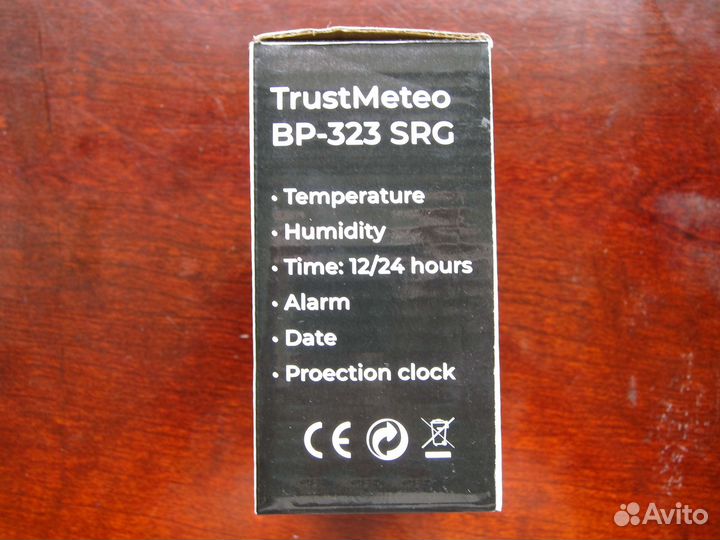 TrustMeteo
BP-323 SRG
• Temperature
• Humidity
• Time: 12/24 hours
• Alarm
• Date
• Proection clock
CE
Avito